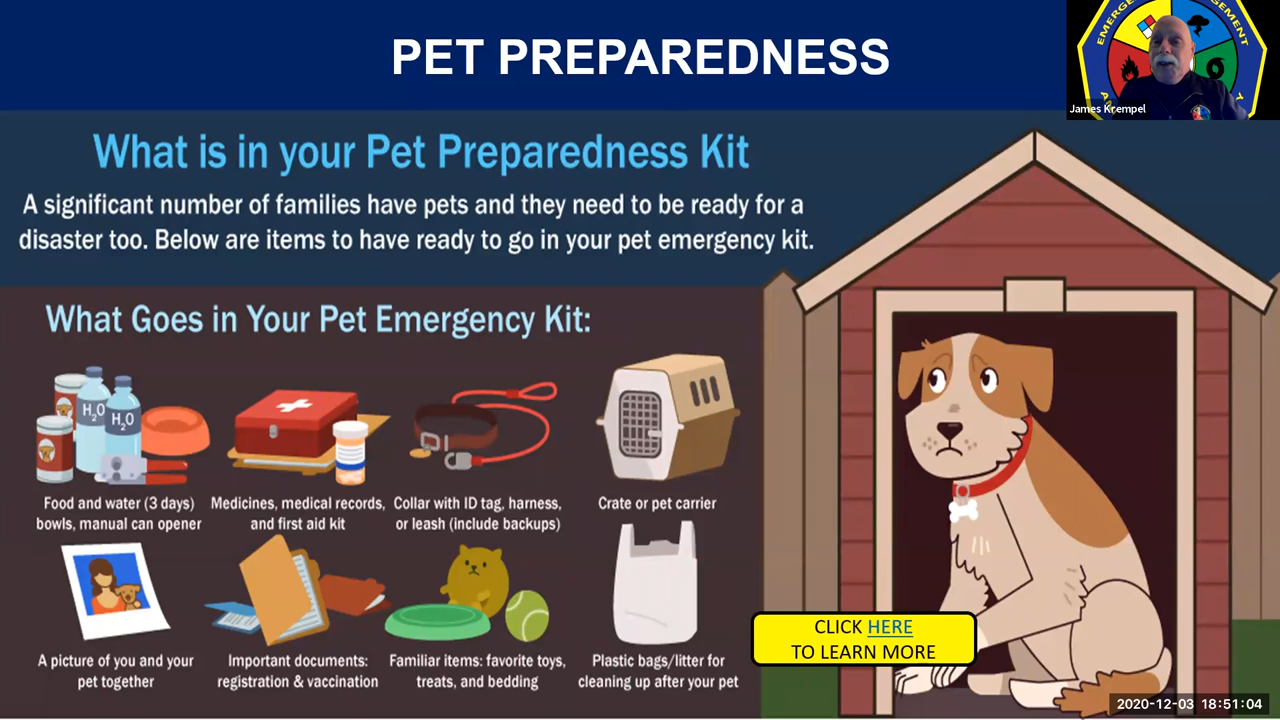 PET PREPAREDNESS
James Krempel
What is in your Pet Preparedness Kit
A significant number of families have pets and they need to be ready for a
disaster too. Below are items to have ready to go in your pet emergency kit.
What Goes in Your Pet Emergency Kit:
H2O
H2O
Food and water (3 days)
bowls, manual can opener
Medicines, medical records,
and first aid kit
Collar with ID tag, harness,
or leash (include backups)
Crate or pet carrier
A picture of you and your
pet together
Important documents:
registration & vaccination
Familiar items: favorite toys,
treats, and bedding
Plastic bags/litter for
cleaning up after your pet
CLICK HERE
TO LEARN MORE
2020-12-03 18:51:04